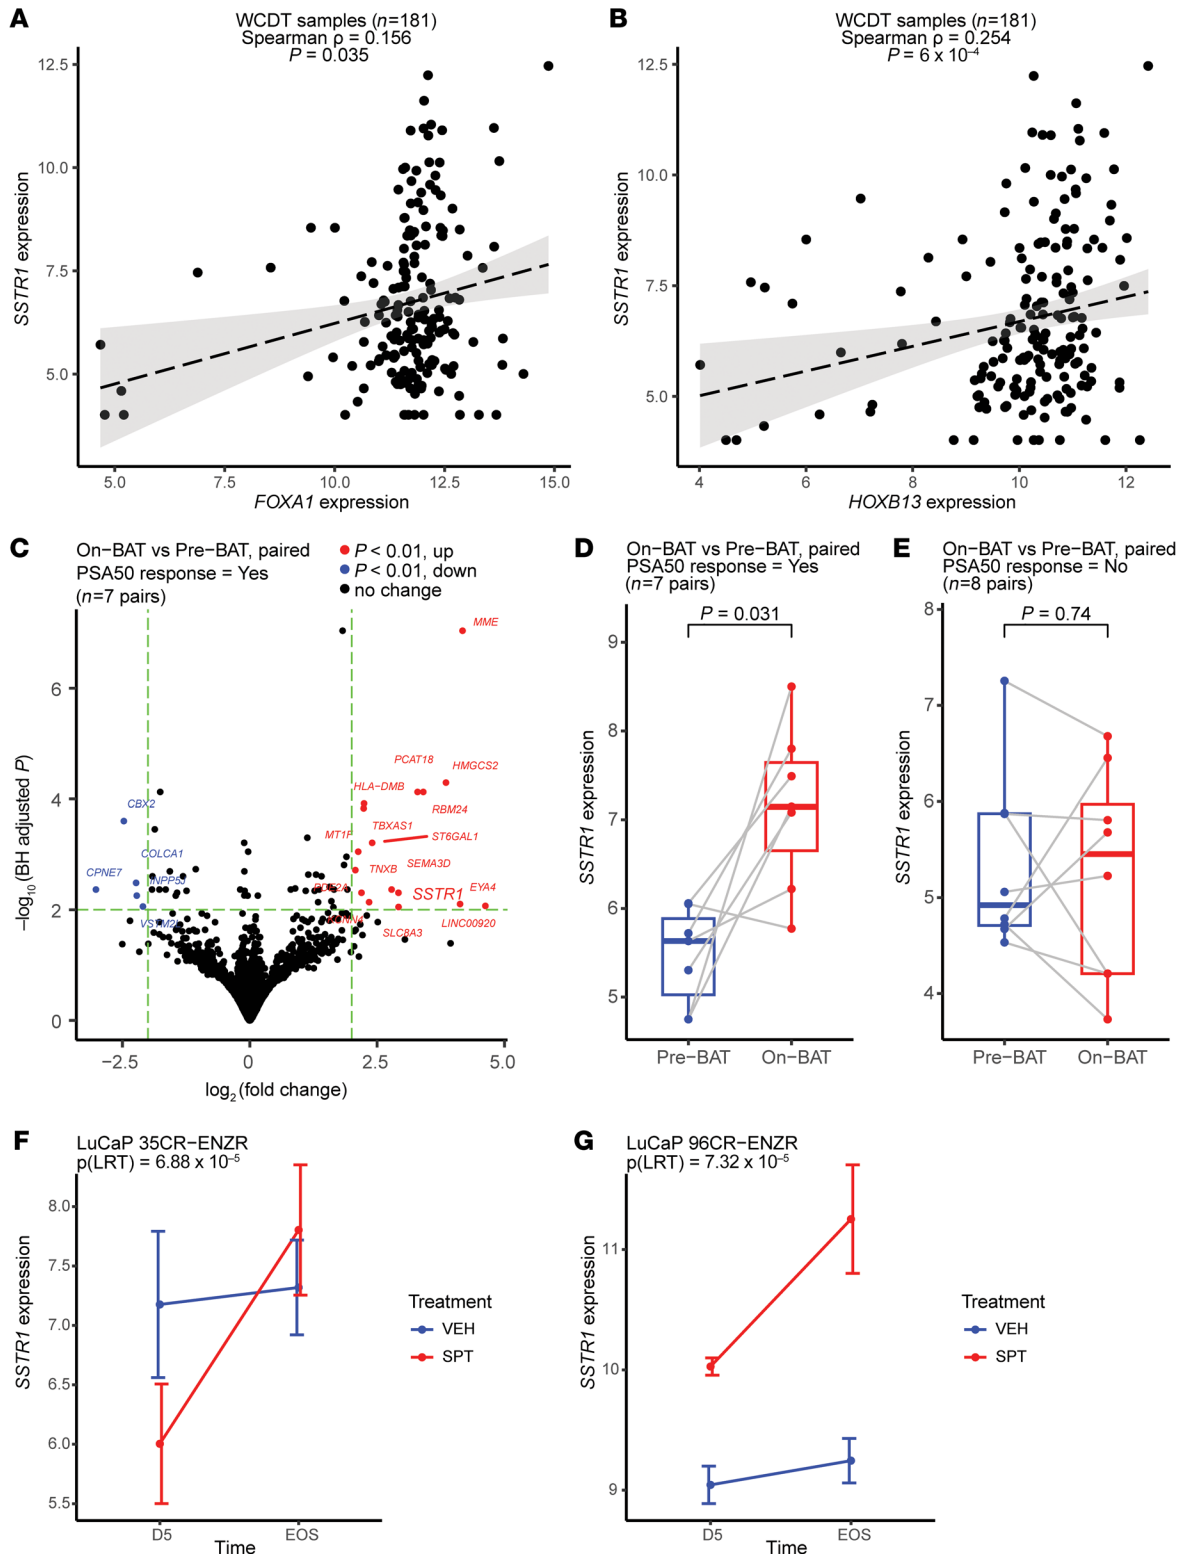 A
WCDT samples (n=181)
Spearman ρ = 0.156
P = 0.035
12.5
10.0
7.5
5.0
SSTR1 expression
5.0
7.5
10.0
12.5
15.0
FOXA1 expression
B
WCDT samples (n=181)
Spearman ρ = 0.254
P = 6 x 10⁻⁴
12.5
10.0
7.5
5.0
SSTR1 expression
4
6
8
10
12
HOXB13 expression
C
On−BAT vs Pre−BAT, paired
PSA50 response = Yes
(n=7 pairs)
P < 0.01, up
P < 0.01, down
no change
MME
PCAT18
HMGCS2
HLA−DMB
RBM24
CBX2
MT1F
TBXAS1
ST6GAL1
COLCA1
SEMA3D
CPNE7
INPP5J
TNXB
PDE2A
SSTR1
EYA4
VSTM2L
KCNN4
SLC8A3
LINC00920
6
4
2
0
−log₁₀(BH adjusted P)
−2.5
0
2.5
5.0
log₂(fold change)
D
On−BAT vs Pre−BAT, paired
PSA50 response = Yes
(n=7 pairs)
P = 0.031
9
8
7
6
5
SSTR1 expression
Pre−BAT
On−BAT
E
On−BAT vs Pre−BAT, paired
PSA50 response = No
(n=8 pairs)
P = 0.74
8
7
6
5
4
SSTR1 expression
Pre−BAT
On−BAT
F
LuCaP 35CR−ENZR
p(LRT) = 6.88 x 10⁻⁵
8.0
7.5
7.0
6.5
6.0
5.5
SSTR1 expression
D5
EOS
Time
Treatment
VEH
SPT
G
LuCaP 96CR−ENZR
p(LRT) = 7.32 x 10⁻⁵
11
10
9
SSTR1 expression
D5
EOS
Time
Treatment
VEH
SPT